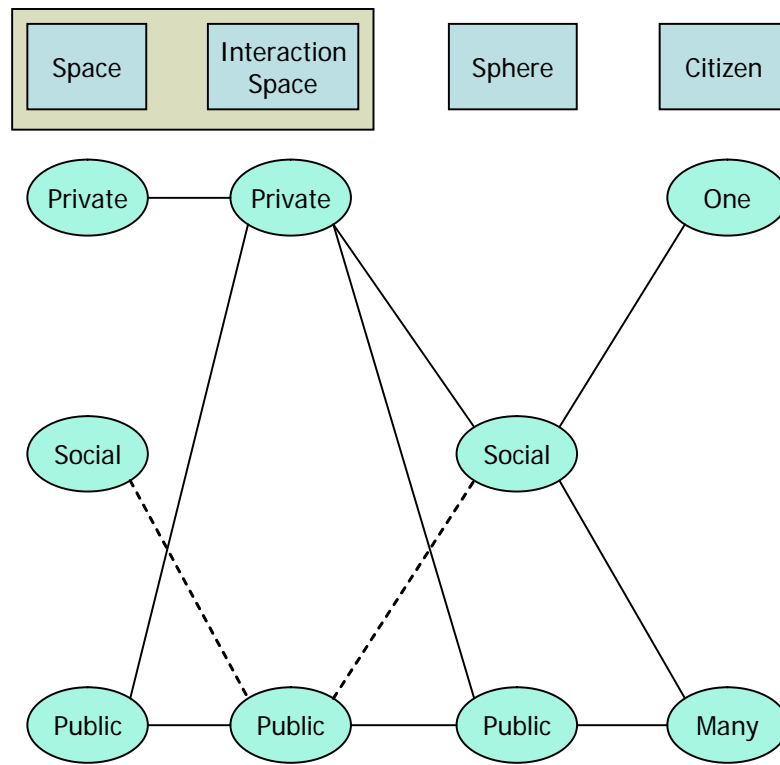 Space
Interaction
Space
Sphere
Citizen
Private
Private
One
Social
Social
Public
Public
Public
Many